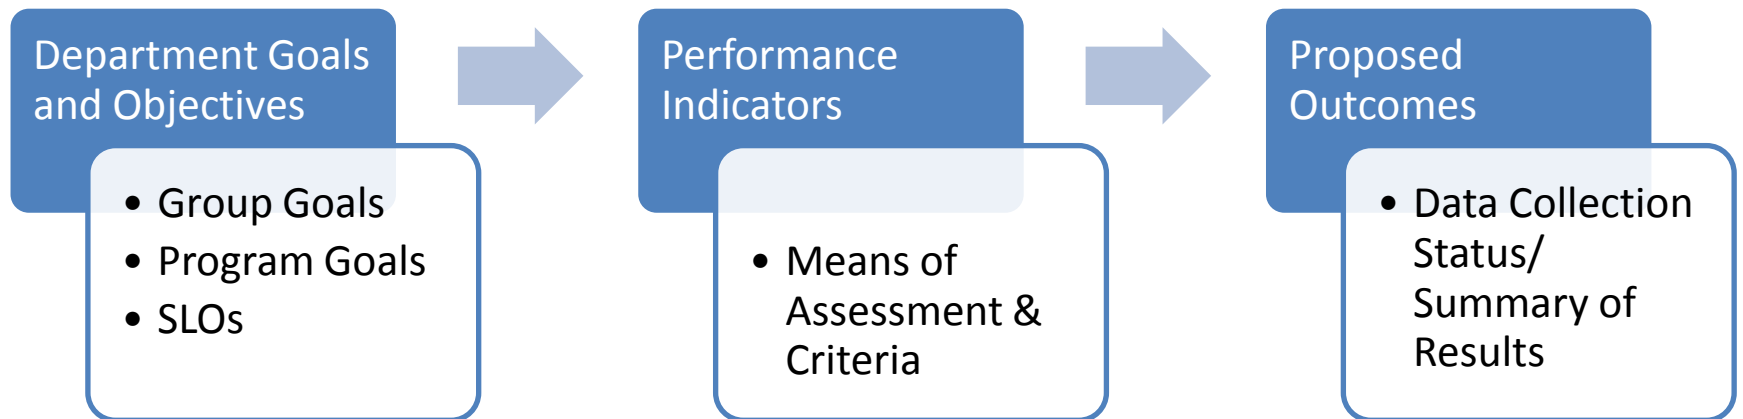 Department Goals
and Objectives
• Group Goals
• Program Goals
• SLOs
Performance
Indicators
• Means of
Assessment &
Criteria
Proposed
Outcomes
• Data Collection
Status/
Summary of
Results